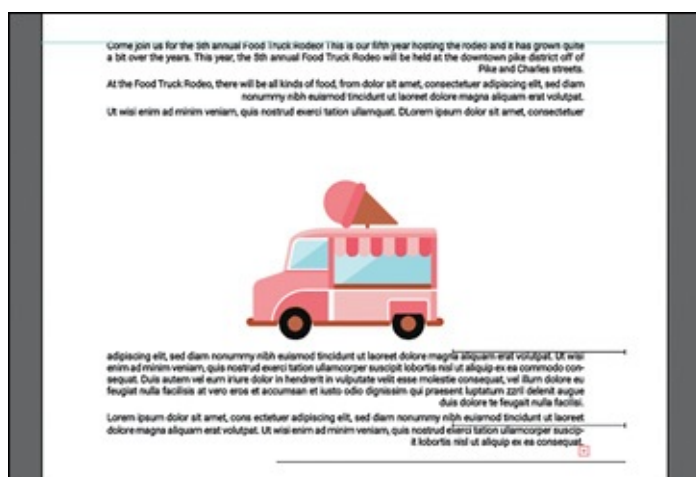 Come join us for the 5th annual Food Truck Rodeo! This is our fifth year hosting the rodeo and it has grown quite
a bit over the years. This year, the 5th annual Food Truck Rodeo will be held at the downtown pike district off of
Pike and Charles streets.
At the Food Truck Rodeo, there will be all kinds of food, from dolor sit amet, consectetuer adipiscing elit, sed diam
nonummy nibh euismod tincidunt ut laoreet dolore magna aliquam erat volutpat.
Ut wisi enim ad minim veniam, quis nostrud exerci tation ullamquat. DLorem ipsum dolor sit amet, consectetuer
adipiscing elit, sed diam nonummy nibh euismod tincidunt ut laoreet dolore magna aliquam erat volutpat. Ut wisi
enim ad minim veniam, quis nostrud exerci tation ullamcorper suscipit lobortis nisl ut aliquip ex ea commodo con-
sequat. Duis autem vel eum iriure dolor in hendrerit in vulputate velit esse molestie consequat, vel illum dolore eu
feugiat nulla facilisis at vero eros et accumsan et iusto odio dignissim qui praesent luptatum zzril delenit augue
duis dolore te feugait nulla facilisi.
Lorem ipsum dolor sit amet, cons ectetuer adipiscing elit, sed diam nonummy nibh euismod tincidunt ut laoreet
dolore magna aliquam erat volutpat. Ut wisi enim ad minim veniam, quis nostrud exerci tation ullamcorper suscip-
it lobortis nisl ut aliquip ex ea consequat.